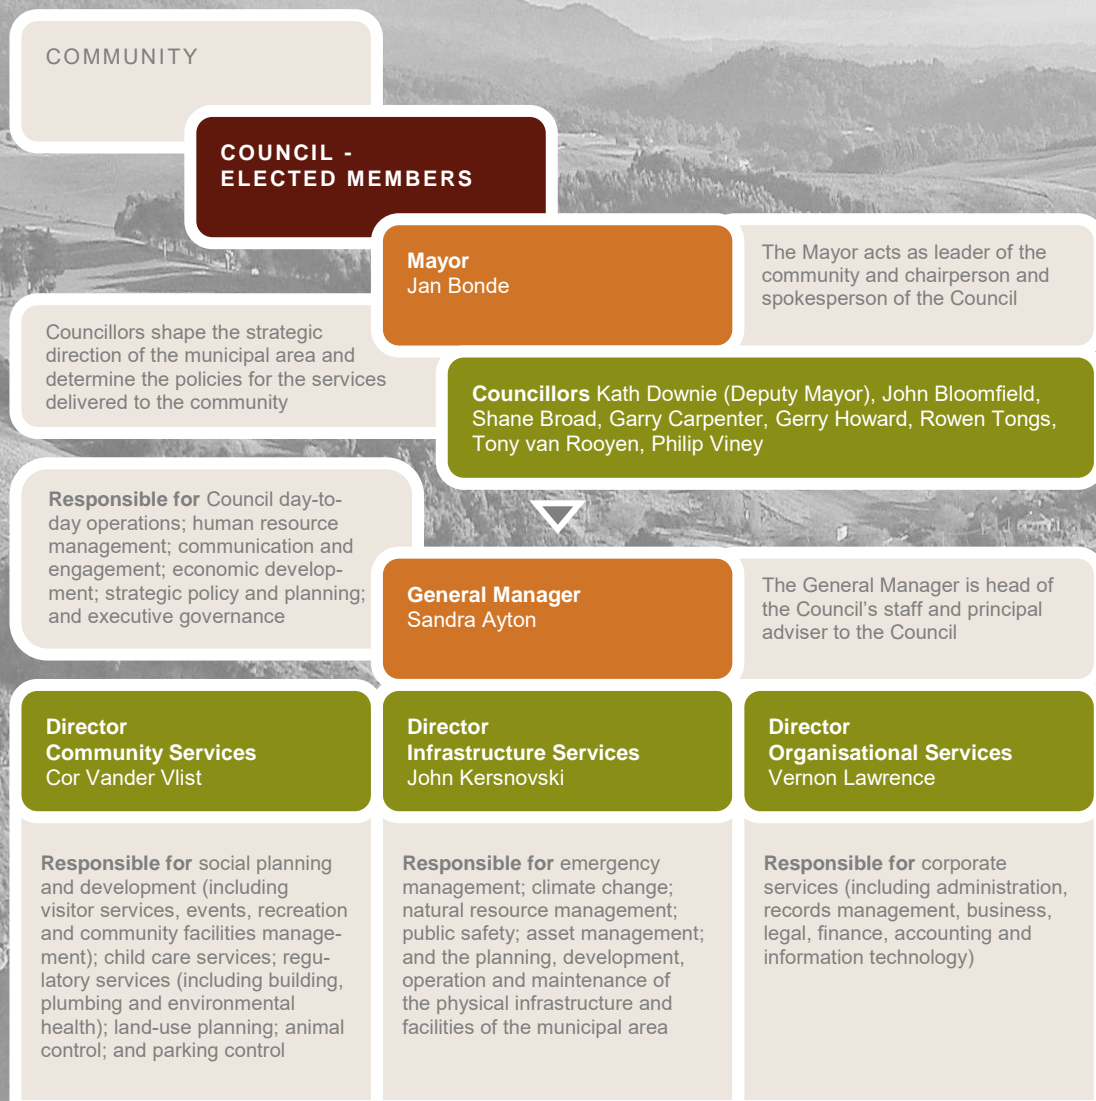 COMMUNITY
COUNCIL -
ELECTED MEMBERS
Mayor
Jan Bonde
The Mayor acts as leader of the
community and chairperson and
spokesperson of the Council
Councillors shape the strategic
direction of the municipal area and
determine the policies for the services
delivered to the community
Councillors Kath Downie (Deputy Mayor), John Bloomfield,
Shane Broad, Garry Carpenter, Gerry Howard, Rowen Tongs,
Tony van Rooyen, Philip Viney
Responsible for Council day-to-
day operations; human resource
management; communication and
engagement; economic develop-
ment; strategic policy and planning;
and executive governance
General Manager
Sandra Ayton
The General Manager is head of
the Council’s staff and principal
adviser to the Council
Director
Community Services
Cor Vander Vlist
Director
Infrastructure Services
John Kersnovski
Director
Organisational Services
Vernon Lawrence
Responsible for social planning
and development (including
visitor services, events, recreation
and community facilities manage-
ment); child care services; regu-
latory services (including building,
plumbing and environmental
health); land-use planning; animal
control; and parking control
Responsible for emergency
management; climate change;
natural resource management;
public safety; asset management;
and the planning, development,
operation and maintenance of
the physical infrastructure and
facilities of the municipal area
Responsible for corporate
services (including administration,
records management, business,
legal, finance, accounting and
information technology)